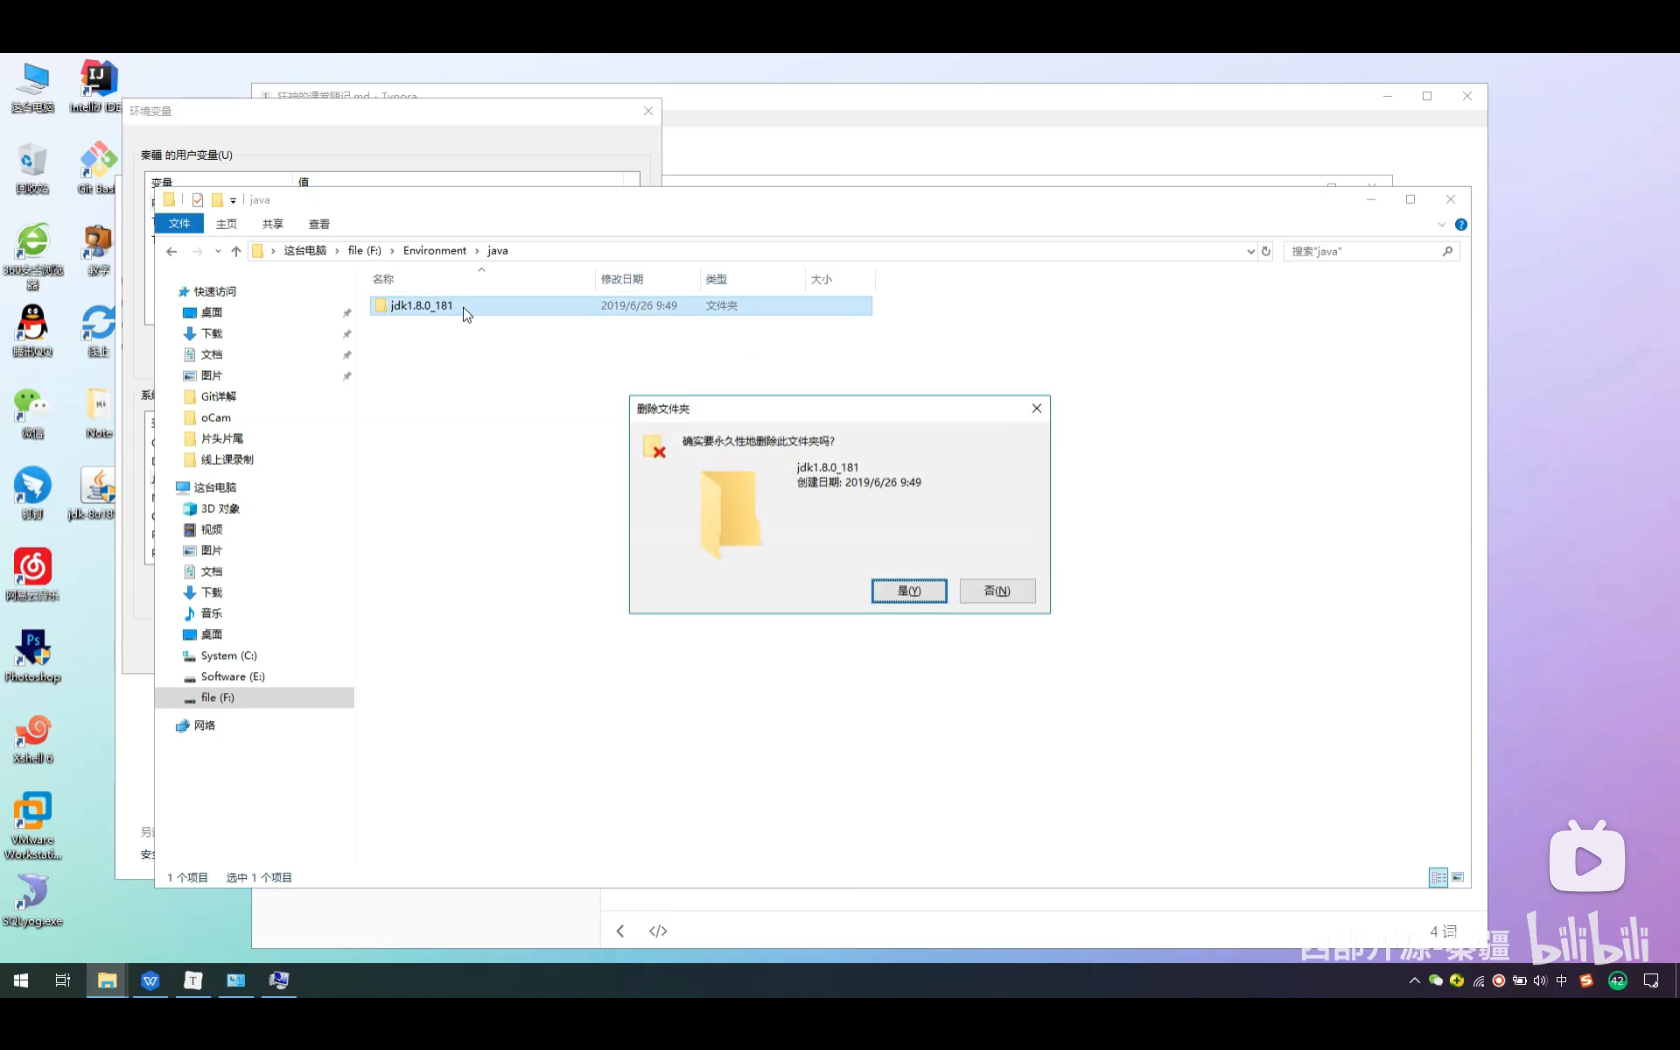 这台电脑
IntelliJ IDE
回收站
Git Bas
360安全浏览
器
教学
腾讯QQ
线上
微信
Note
钉钉
jdk-8u18
网易云音乐
Photoshop
Xshell 6
VMware
Workstati...
SQLyog.exe
狂神的课堂随记.md - Typora
环境变量
秦疆 的用户变量(U)
变量
值
java
文件
主页
共享
查看
这台电脑 › file (F:) › Environment › java
搜索"java"
名称
修改日期
类型
大小
jdk1.8.0_181
2019/6/26 9:49
文件夹
快速访问
桌面
下载
文档
图片
Git详解
oCam
片头片尾
线上课录制
这台电脑
3D 对象
视频
图片
文档
下载
音乐
桌面
System (C:)
Software (E:)
file (F:)
网络
删除文件夹
确实要永久性地删除此文件夹吗?
jdk1.8.0_181
创建日期: 2019/6/26 9:49
是(Y)
否(N)
1 个项目
选中 1 个项目
4 词
西部开源-秦疆
bilibili
中
42